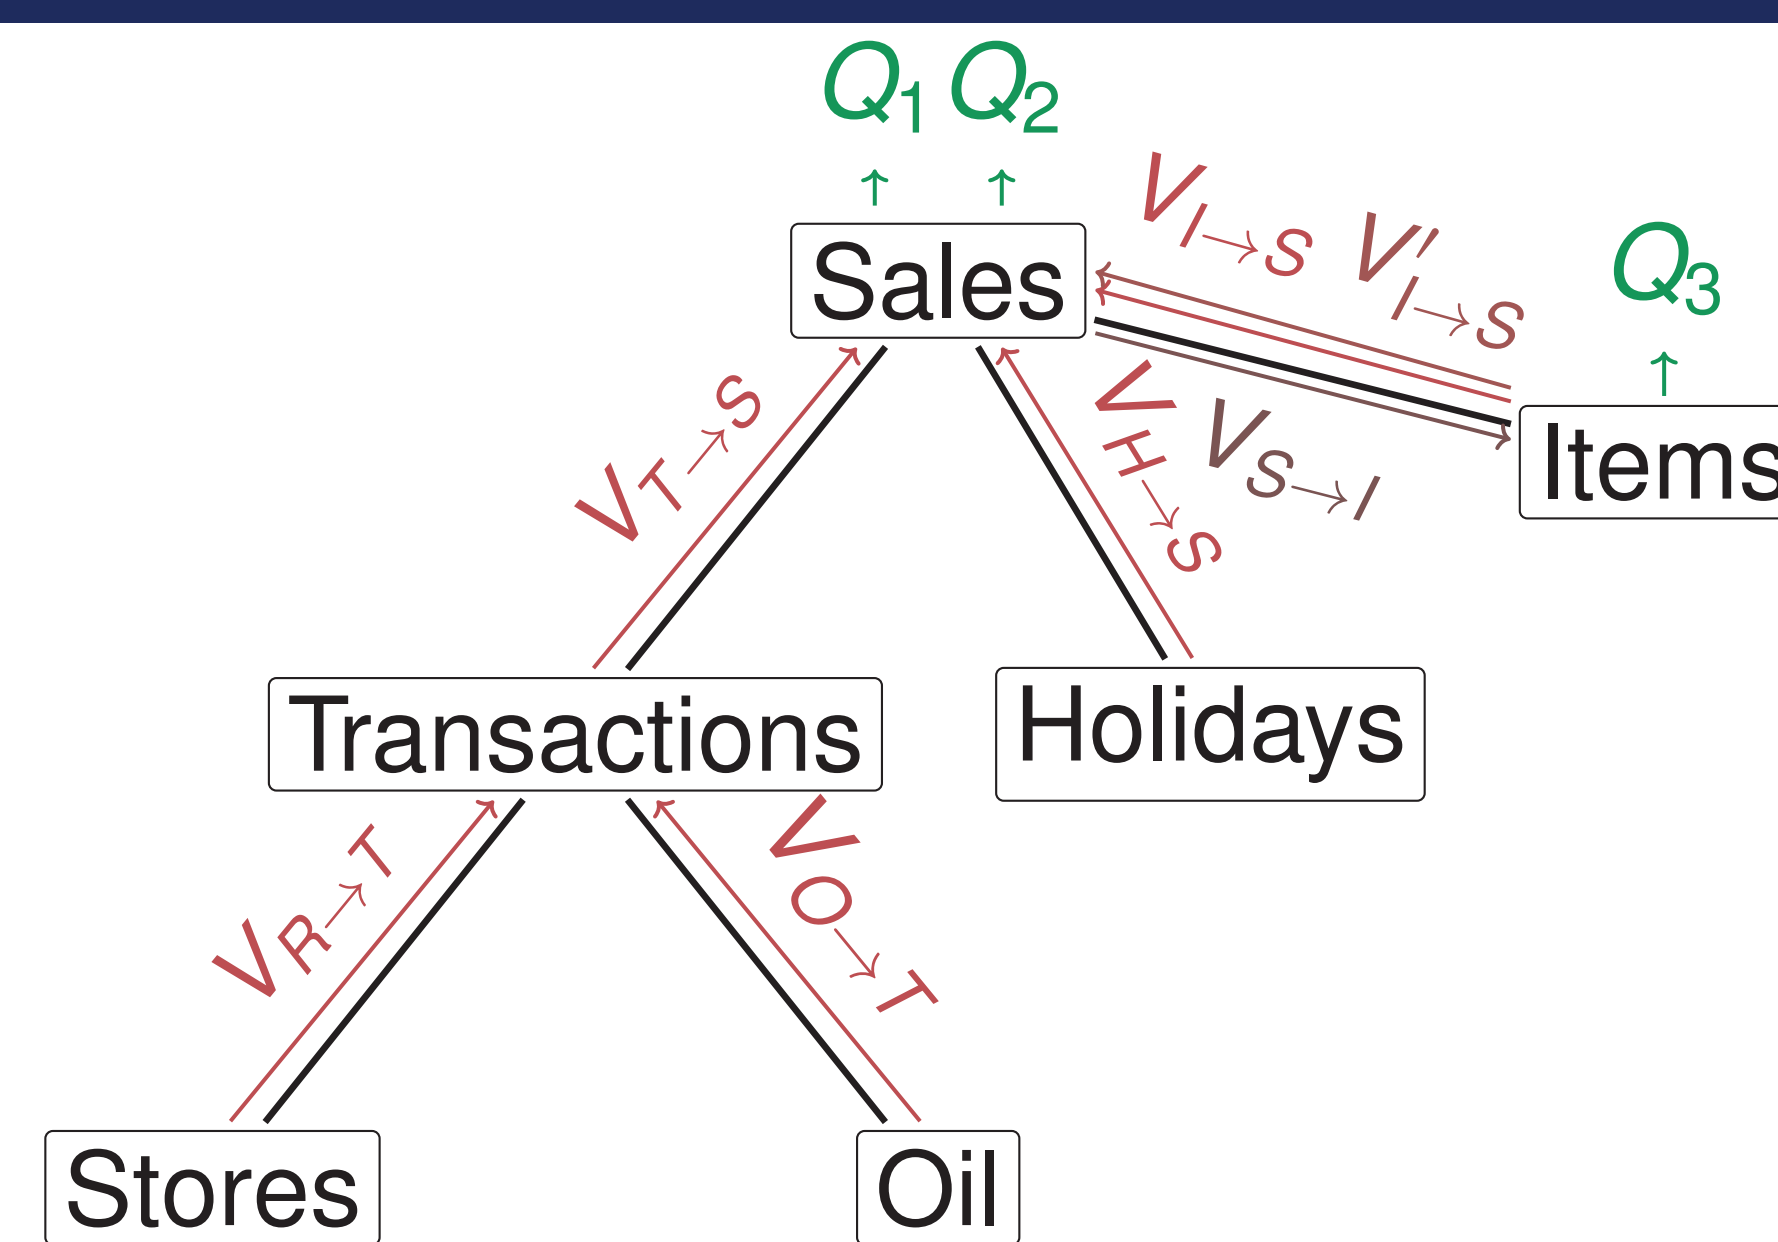 Q₁ Q₂
V_{I→S} V′_{I→S}
Q₃
Sales
V_{T→S}
V_{H→S}
V_{S→I}
Items
Transactions
Holidays
V_{R→T}
V_{O→T}
Stores
Oil